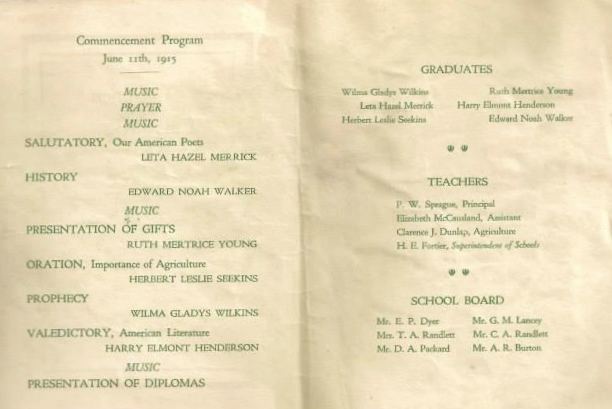 Commencement Program
June 11th, 1915
MUSIC
PRAYER
MUSIC
SALUTATORY, Our American Poets
LETA HAZEL MERRICK
HISTORY
EDWARD NOAH WALKER
MUSIC
PRESENTATION OF GIFTS
RUTH MERTRICE YOUNG
ORATION, Importance of Agriculture
HERBERT LESLIE SEEKINS
PROPHECY
WILMA GLADYS WILKINS
VALEDICTORY, American Literature
HARRY ELMONT HENDERSON
MUSIC
PRESENTATION OF DIPLOMAS
GRADUATES
Wilma Gladys Wilkins Ruth Mertrice Young
Leta Hazel Merrick Harry Elmont Henderson
Herbert Leslie Seekins Edward Noah Walker
TEACHERS
P. W. Sprague, Principal
Elizabeth McCausland, Assistant
Clarence J. Dunlap, Agriculture
H. E. Fortier, Superintendent of Schools
SCHOOL BOARD
Mr. E. P. Dyer Mr. G. M. Lancey
Mrs. T. A. Randlett Mr. C. A. Randlett
Mr. D. A. Packard Mr. A. R. Burton